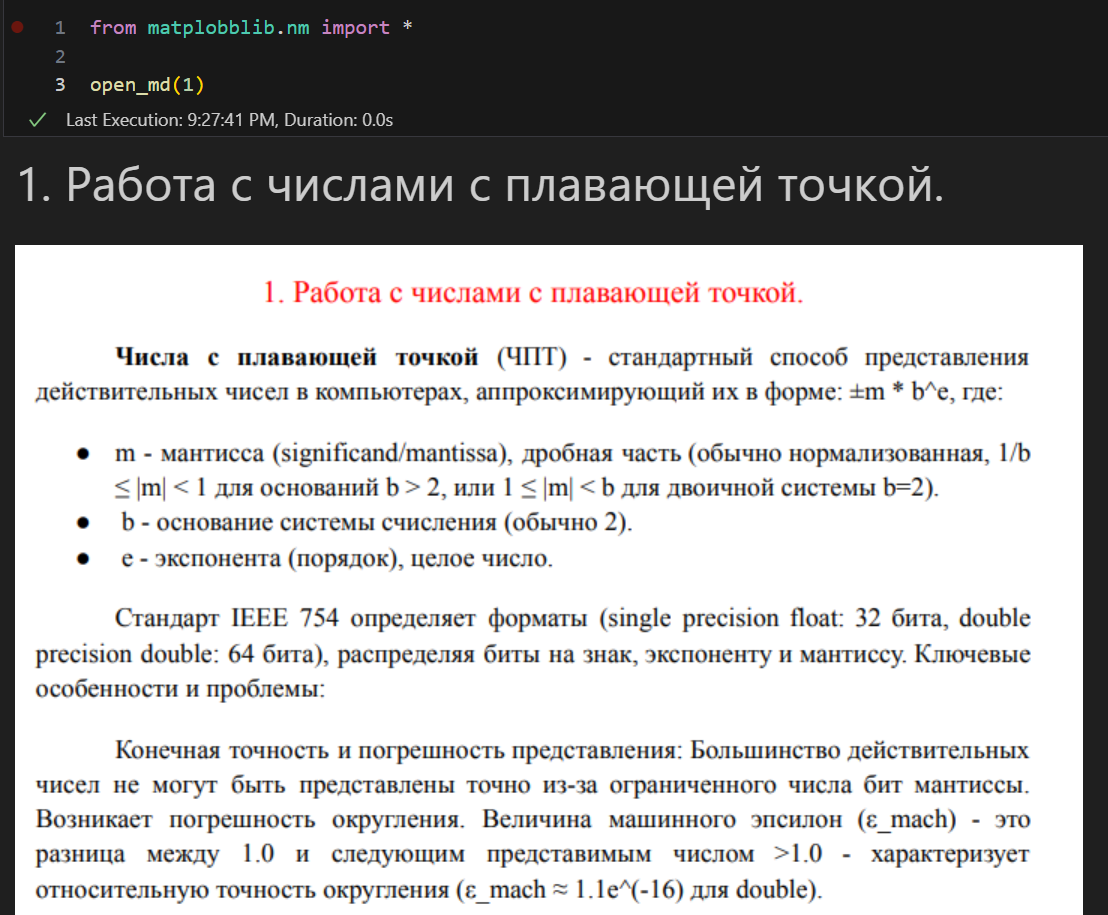 1 from matplobblib.nm import *
2
3 open_md(1)
Last Execution: 9:27:41 PM, Duration: 0.0s
1. Работа с числами с плавающей точкой.
1. Работа с числами с плавающей точкой.
Числа с плавающей точкой (ЧПТ) - стандартный способ представления
действительных чисел в компьютерах, аппроксимирующий их в форме: ±m * b^e, где:
● m - мантисса (significand/mantissa), дробная часть (обычно нормализованная, 1/b
≤ |m| < 1 для оснований b > 2, или 1 ≤ |m| < b для двоичной системы b=2).
● b - основание системы счисления (обычно 2).
● e - экспонента (порядок), целое число.
Стандарт IEEE 754 определяет форматы (single precision float: 32 бита, double
precision double: 64 бита), распределяя биты на знак, экспоненту и мантиссу. Ключевые
особенности и проблемы:
Конечная точность и погрешность представления: Большинство действительных
чисел не могут быть представлены точно из-за ограниченного числа бит мантиссы.
Возникает погрешность округления. Величина машинного эпсилон (ε_mach) - это
разница между 1.0 и следующим представимым числом >1.0 - характеризует
относительную точность округления (ε_mach ≈ 1.1e^(-16) для double).